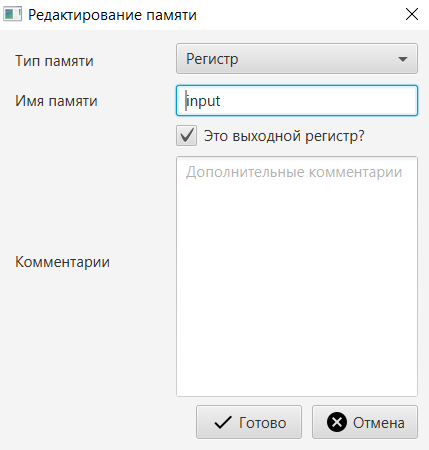 Редактирование памяти
Тип памяти
Регистр
Имя памяти
input
Это выходной регистр?
Дополнительные комментарии
Комментарии
Готово
Отмена